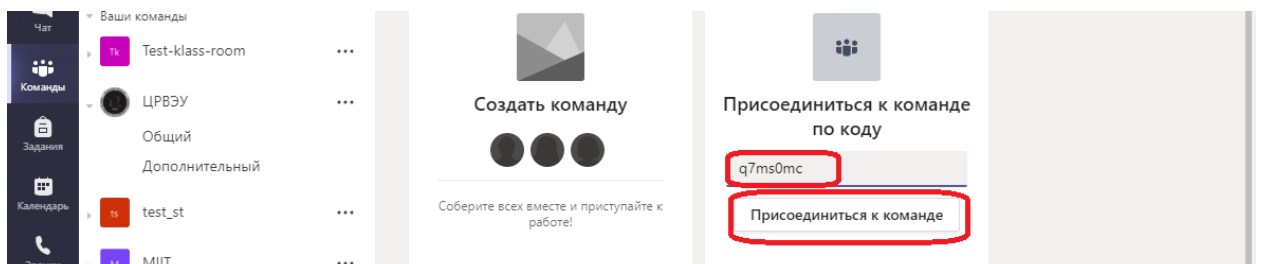 Чат
Команды
Задания
Календарь
Ваши команды
Tk Test-klass-room ...
ЦРВЭУ ...
Общий
Дополнительный
ts test_st ...
Создать команду
Соберите всех вместе и приступайте к
работе!
Присоединиться к команде
по коду
q7ms0mc
Присоединиться к команде